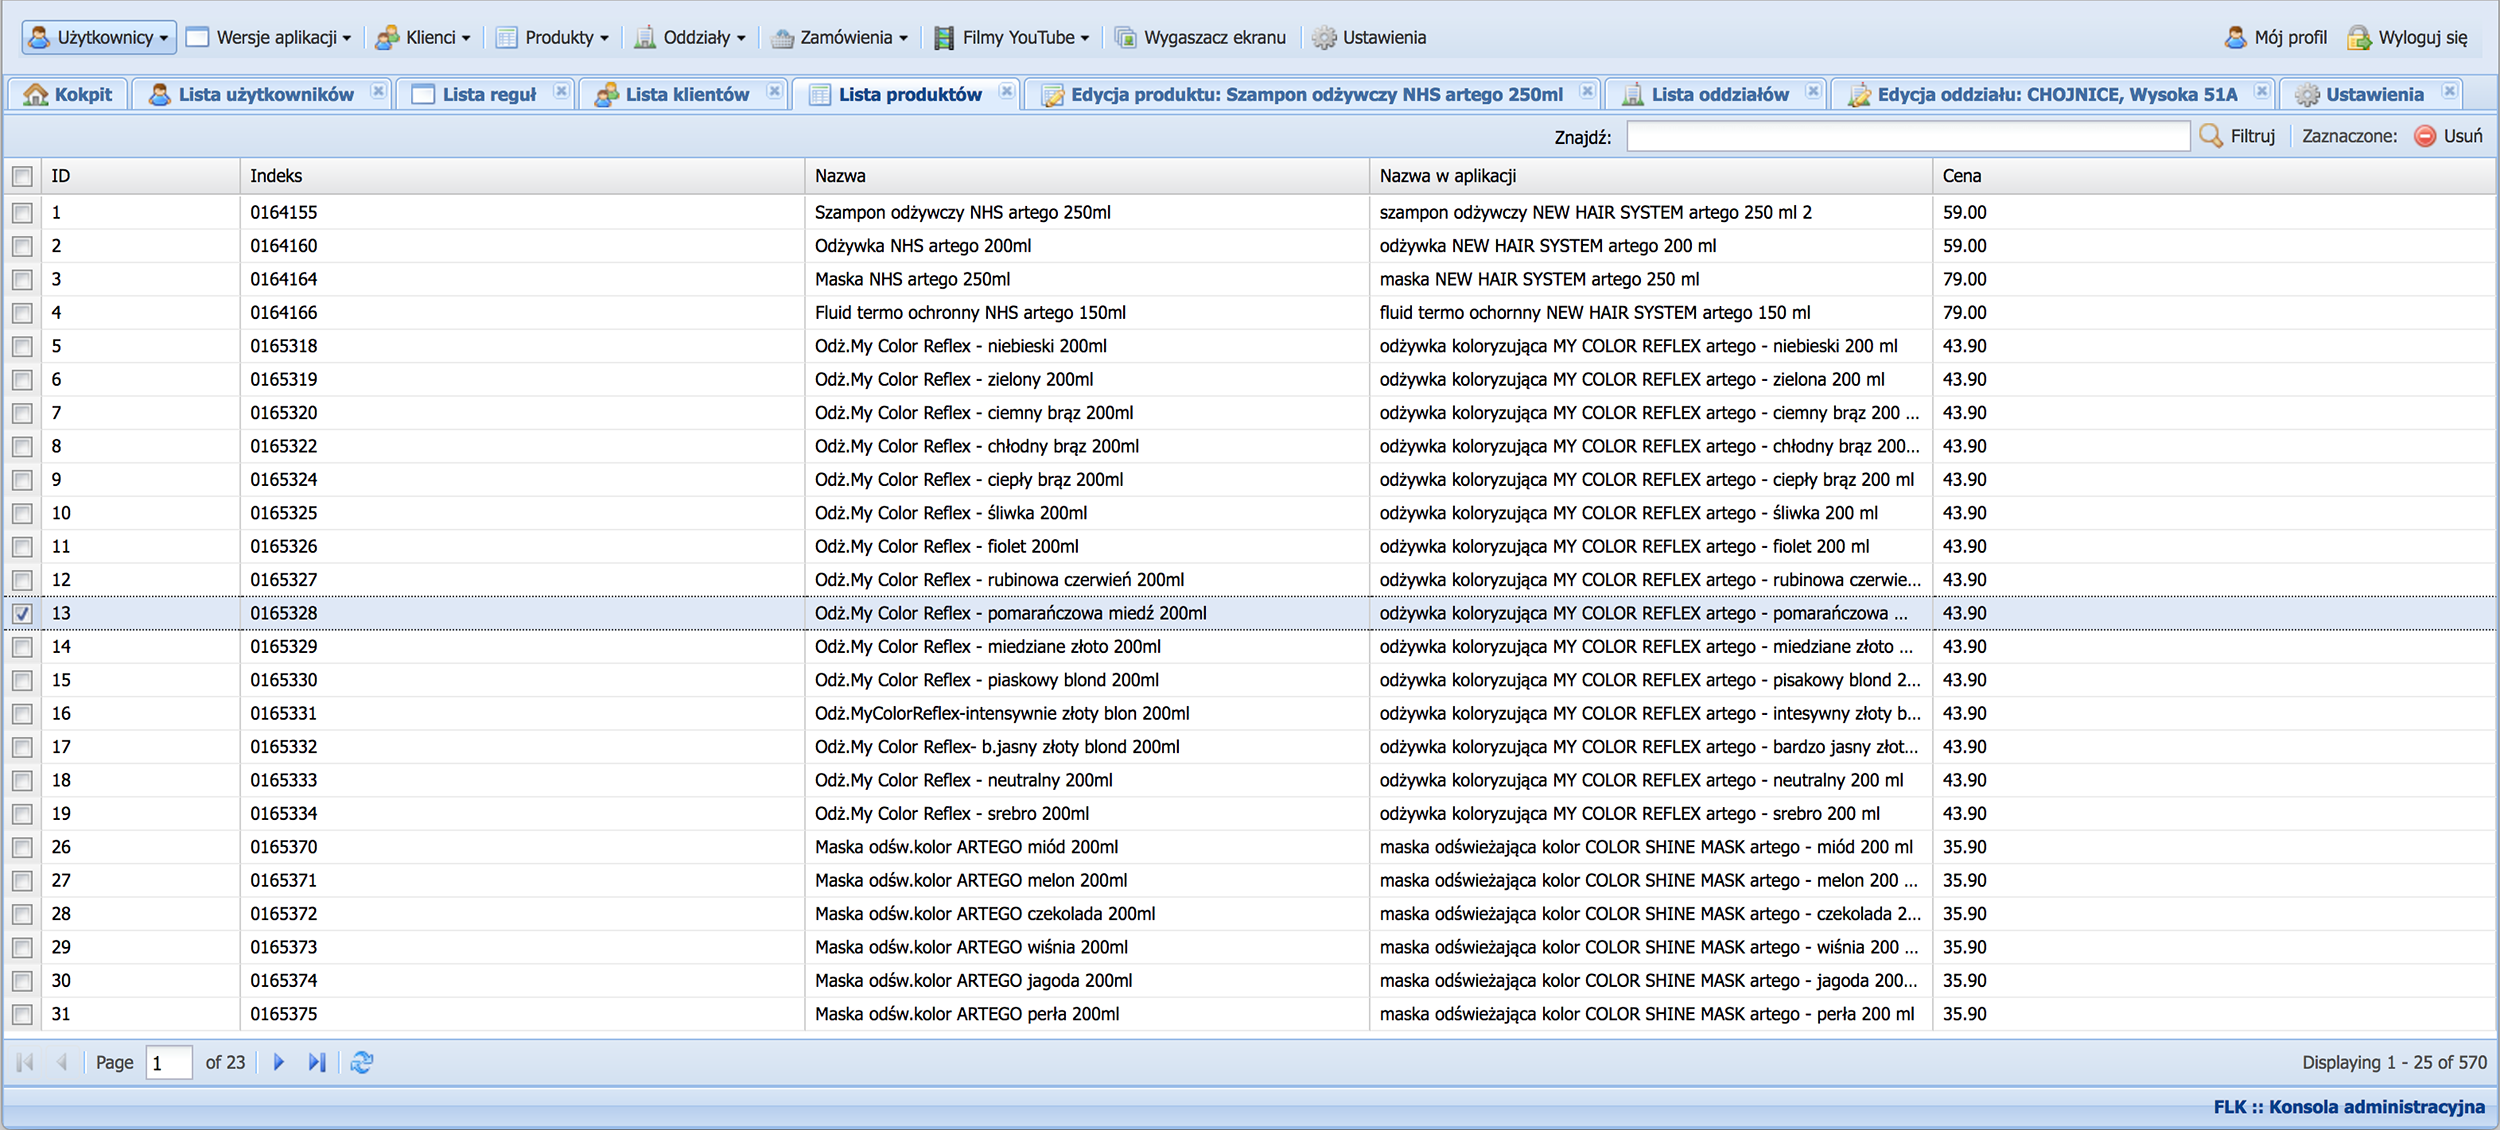 Użytkownicy Wersje aplikacji Klienci Produkty Oddziały Zamówienia Filmy YouTube Wygaszacz ekranu Ustawienia Mój profil Wyloguj się
Kokpit Lista użytkowników Lista reguł Lista klientów Lista produktów Edycja produktu: Szampon odżywczy NHS artego 250ml Lista oddziałów Edycja oddziału: CHOJNICE, Wysoka 51A Ustawienia
Znajdź: Filtruj Zaznaczone: Usuń
ID Indeks Nazwa Nazwa w aplikacji Cena
1 0164155 Szampon odżywczy NHS artego 250ml szampon odżywczy NEW HAIR SYSTEM artego 250 ml 2 59.00
2 0164160 Odżywka NHS artego 200ml odżywka NEW HAIR SYSTEM artego 200 ml 59.00
3 0164164 Maska NHS artego 250ml maska NEW HAIR SYSTEM artego 250 ml 79.00
4 0164166 Fluid termo ochronny NHS artego 150ml fluid termo ochornny NEW HAIR SYSTEM artego 150 ml 79.00
5 0165318 Odż.My Color Reflex - niebieski 200ml odżywka koloryzująca MY COLOR REFLEX artego - niebieski 200 ml 43.90
6 0165319 Odż.My Color Reflex - zielony 200ml odżywka koloryzująca MY COLOR REFLEX artego - zielona 200 ml 43.90
7 0165320 Odż.My Color Reflex - ciemny brąz 200ml odżywka koloryzująca MY COLOR REFLEX artego - ciemny brąz 200 ... 43.90
8 0165322 Odż.My Color Reflex - chłodny brąz 200ml odżywka koloryzująca MY COLOR REFLEX artego - chłodny brąz 200... 43.90
9 0165324 Odż.My Color Reflex - ciepły brąz 200ml odżywka koloryzująca MY COLOR REFLEX artego - ciepły brąz 200 ml 43.90
10 0165325 Odż.My Color Reflex - śliwka 200ml odżywka koloryzująca MY COLOR REFLEX artego - śliwka 200 ml 43.90
11 0165326 Odż.My Color Reflex - fiolet 200ml odżywka koloryzująca MY COLOR REFLEX artego - fiolet 200 ml 43.90
12 0165327 Odż.My Color Reflex - rubinowa czerwień 200ml odżywka koloryzująca MY COLOR REFLEX artego - rubinowa czerwie... 43.90
13 0165328 Odż.My Color Reflex - pomarańczowa miedź 200ml odżywka koloryzująca MY COLOR REFLEX artego - pomarańczowa ... 43.90
14 0165329 Odż.My Color Reflex - miedziane złoto 200ml odżywka koloryzująca MY COLOR REFLEX artego - miedziane złoto ... 43.90
15 0165330 Odż.My Color Reflex - piaskowy blond 200ml odżywka koloryzująca MY COLOR REFLEX artego - pisakowy blond 2... 43.90
16 0165331 Odż.MyColorReflex-intensywnie złoty blon 200ml odżywka koloryzująca MY COLOR REFLEX artego - intesywny złoty b... 43.90
17 0165332 Odż.My Color Reflex- b.jasny złoty blond 200ml odżywka koloryzująca MY COLOR REFLEX artego - bardzo jasny złot... 43.90
18 0165333 Odż.My Color Reflex - neutralny 200ml odżywka koloryzująca MY COLOR REFLEX artego - neutralny 200 ml 43.90
19 0165334 Odż.My Color Reflex - srebro 200ml odżywka koloryzująca MY COLOR REFLEX artego - srebro 200 ml 43.90
26 0165370 Maska odśw.kolor ARTEGO miód 200ml maska odświeżająca kolor COLOR SHINE MASK artego - miód 200 ml 35.90
27 0165371 Maska odśw.kolor ARTEGO melon 200ml maska odświeżająca kolor COLOR SHINE MASK artego - melon 200 ... 35.90
28 0165372 Maska odśw.kolor ARTEGO czekolada 200ml maska odświeżająca kolor COLOR SHINE MASK artego - czekolada 2... 35.90
29 0165373 Maska odśw.kolor ARTEGO wiśnia 200ml maska odświeżająca kolor COLOR SHINE MASK artego - wiśnia 200 ... 35.90
30 0165374 Maska odśw.kolor ARTEGO jagoda 200ml maska odświeżająca kolor COLOR SHINE MASK artego - jagoda 200... 35.90
31 0165375 Maska odśw.kolor ARTEGO perła 200ml maska odświeżająca kolor COLOR SHINE MASK artego - perła 200 ml 35.90
Page 1 of 23 Displaying 1 - 25 of 570
FLK :: Konsola administracyjna